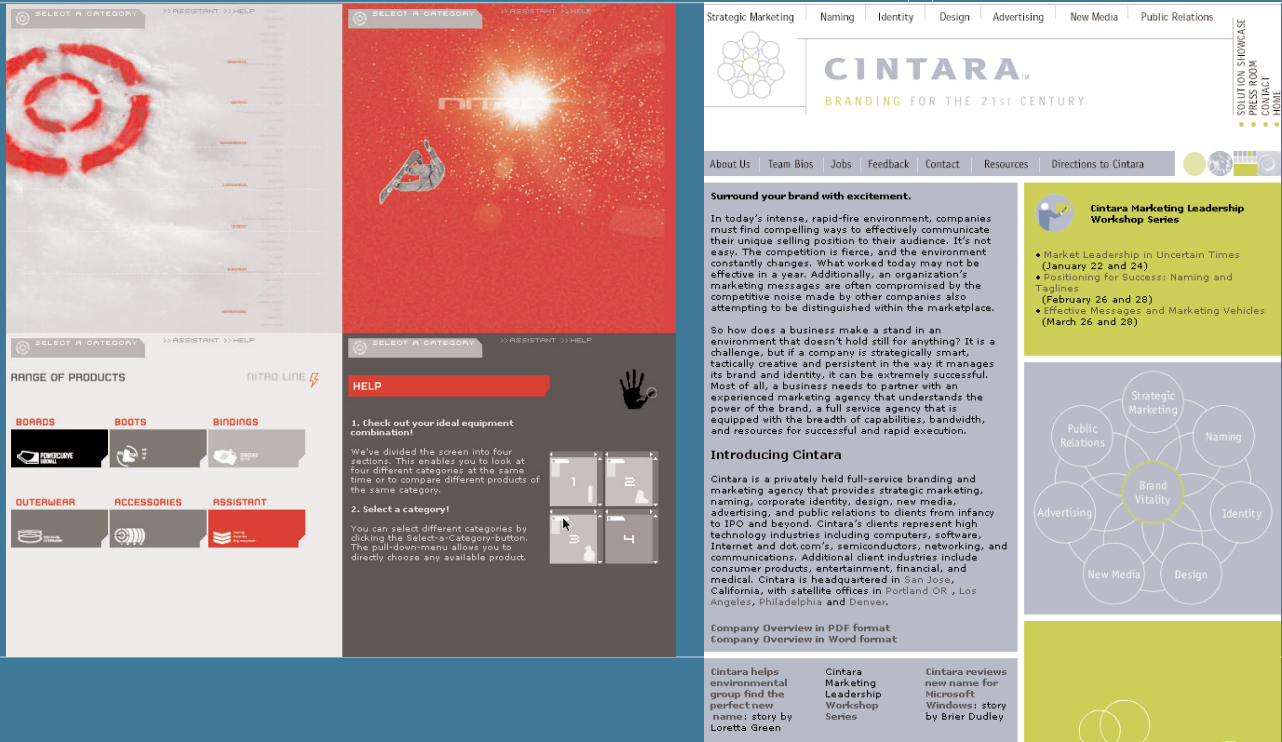 SELECT A CATEGORY
>> ASSISTANT >> HELP
SELECT A CATEGORY
>> ASSISTANT >> HELP
NITRO
SELECT A CATEGORY
>> ASSISTANT >> HELP
RANGE OF PRODUCTS
NITRO LINE
BOARDS
BOOTS
BINDINGS
POWERCURVE
SIDEWALL
OUTERWEAR
ACCESSORIES
ASSISTANT
SELECT A CATEGORY
>> ASSISTANT >> HELP
HELP
1. Check out your ideal equipment
combination!
We've divided the screen into four
sections. This enables you to look at
four different categories at the same
time or to compare different products of
the same category.
2. Select a category!
You can select different categories by
clicking the Select-a-Category-button.
The pull-down-menu allows you to
directly choose any available product.
1
2
3
4
Strategic Marketing
Naming
Identity
Design
Advertising
New Media
Public Relations
CINTARA TM
BRANDING FOR THE 21ST CENTURY
SOLUTION SHOWCASE
PRESS ROOM
CONTACT
HOME
About Us
Team Bios
Jobs
Feedback
Contact
Resources
Directions to Cintara
Surround your brand with excitement.
In today's intense, rapid-fire environment, companies
must find compelling ways to effectively communicate
their unique selling position to their audience. It's not
easy. The competition is fierce, and the environment
constantly changes. What worked today may not be
effective in a year. Additionally, an organization's
marketing messages are often compromised by the
competitive noise made by other companies also
attempting to be distinguished within the marketplace.
So how does a business make a stand in an
environment that doesn't hold still for anything? It is a
challenge, but if a company is strategically smart,
tactically creative and persistent in the way it manages
its brand and identity, it can be extremely successful.
Most of all, a business needs to partner with an
experienced marketing agency that understands the
power of the brand, a full service agency that is
equipped with the breadth of capabilities, bandwidth,
and resources for successful and rapid execution.
Introducing Cintara
Cintara is a privately held full-service branding and
marketing agency that provides strategic marketing,
naming, corporate identity, design, new media,
advertising, and public relations to clients from infancy
to IPO and beyond. Cintara's clients represent high
technology industries including computers, software,
Internet and dot.com's, semiconductors, networking, and
communications. Additional client industries include
consumer products, entertainment, financial, and
medical. Cintara is headquartered in San Jose,
California, with satellite offices in Portland OR , Los
Angeles, Philadelphia and Denver.
Company Overview in PDF format
Company Overview in Word format
Cintara helps
environmental
group find the
perfect new
name: story by
Loretta Green
Cintara
Marketing
Leadership
Workshop
Series
Cintara reviews
new name for
Microsoft
Windows: story
by Brier Dudley
Cintara Marketing Leadership
Workshop Series
• Market Leadership in Uncertain Times
(January 22 and 24)
• Positioning for Success: Naming and
Taglines
(February 26 and 28)
• Effective Messages and Marketing Vehicles
(March 26 and 28)
Strategic
Marketing
Public
Relations
Naming
Brand
Vitality
Advertising
Identity
New Media
Design